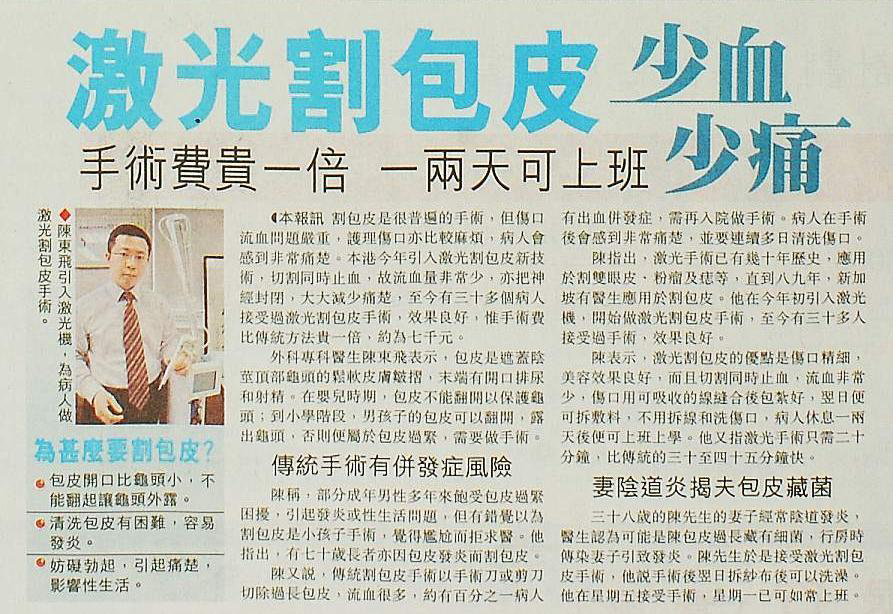 激光割包皮
少血
少痛
手術費貴一倍 一兩天可上班
◆陳東飛引入激光機，為病人做
激光割包皮手術。
為甚麼要割包皮？
包皮開口比龜頭小，不
能翻起讓龜頭外露。
清洗包皮有困難，容易
發炎。
妨礙勃起，引起痛楚，
影響性生活。
【本報訊 割包皮是很普遍的手術，但傷口
流血問題嚴重，護理傷口亦比較麻煩，病人會
感到非常痛楚。本港今年引入激光割包皮新技
術，切割同時止血，故流血量非常少，亦把神
經封閉，大大減少痛楚，至今有三十多個病人
接受過激光割包皮手術，效果良好，惟手術費
比傳統方法貴一倍，約為七千元。
外科專科醫生陳東飛表示，包皮是遮蓋陰
莖頂部龜頭的鬆軟皮膚皺摺，末端有開口排尿
和射精。在嬰兒時期，包皮不能翻開以保護龜
頭；到小學階段，男孩子的包皮可以翻開，露
出龜頭，否則便屬於包皮過緊，需要做手術。
傳統手術有併發症風險
陳稱，部分成年男性多年來飽受包皮過緊
困擾，引起發炎或性生活問題，但有錯覺以為
割包皮是小孩子手術，覺得尷尬而拒求醫。他
指出，有七十歲長者亦因包皮發炎而割包皮。
陳又說，傳統割包皮手術以手術刀或剪刀
切除過長包皮，流血很多，約有百分之一病人
有出血併發症，需再入院做手術。病人在手術
後會感到非常痛楚，並要連續多日清洗傷口。
陳指出，激光手術已有幾十年歷史，應用
於割雙眼皮、粉瘤及痣等，直到八九年，新加
坡有醫生應用於割包皮。他在今年初引入激光
機，開始做激光割包皮手術，至今有三十多人
接受過手術，效果良好。
陳表示，激光割包皮的優點是傷口精細，
美容效果良好，而且切割同時止血，流血非常
少，傷口用可吸收的線縫合後包紮好，翌日便
可拆敷料，不用拆線和洗傷口，病人休息一兩
天後便可上班上學。他又指激光手術只需二十
分鐘，比傳統的三十至四十五分鐘快。
妻陰道炎揭夫包皮藏菌
三十八歲的陳先生的妻子經常陰道發炎，
醫生認為可能是陳包皮過長藏有細菌，行房時
傳染妻子引致發炎。陳先生於是接受激光割包
皮手術，他說手術後翌日拆紗布後可以洗澡。
他在星期五接受手術，星期一已可如常上班。